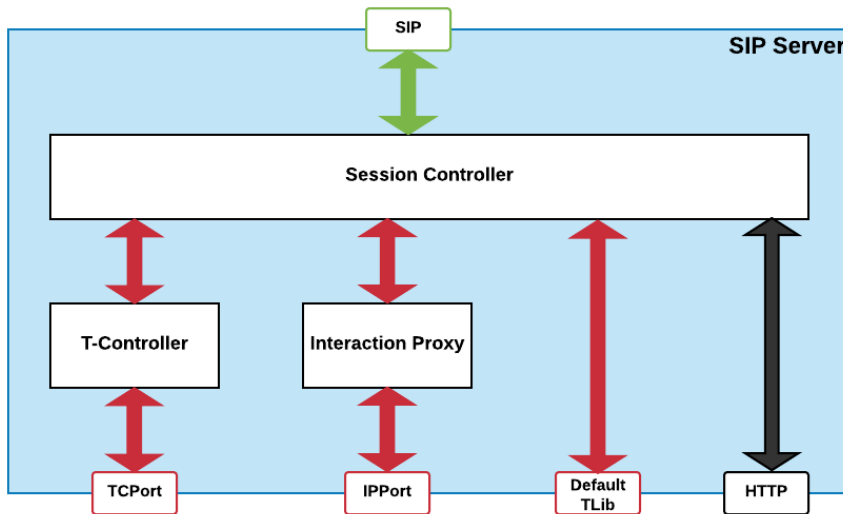 SIP
SIP Server
Session Controller
T-Controller
Interaction Proxy
TCPort
IPPort
Default
TLib
HTTP